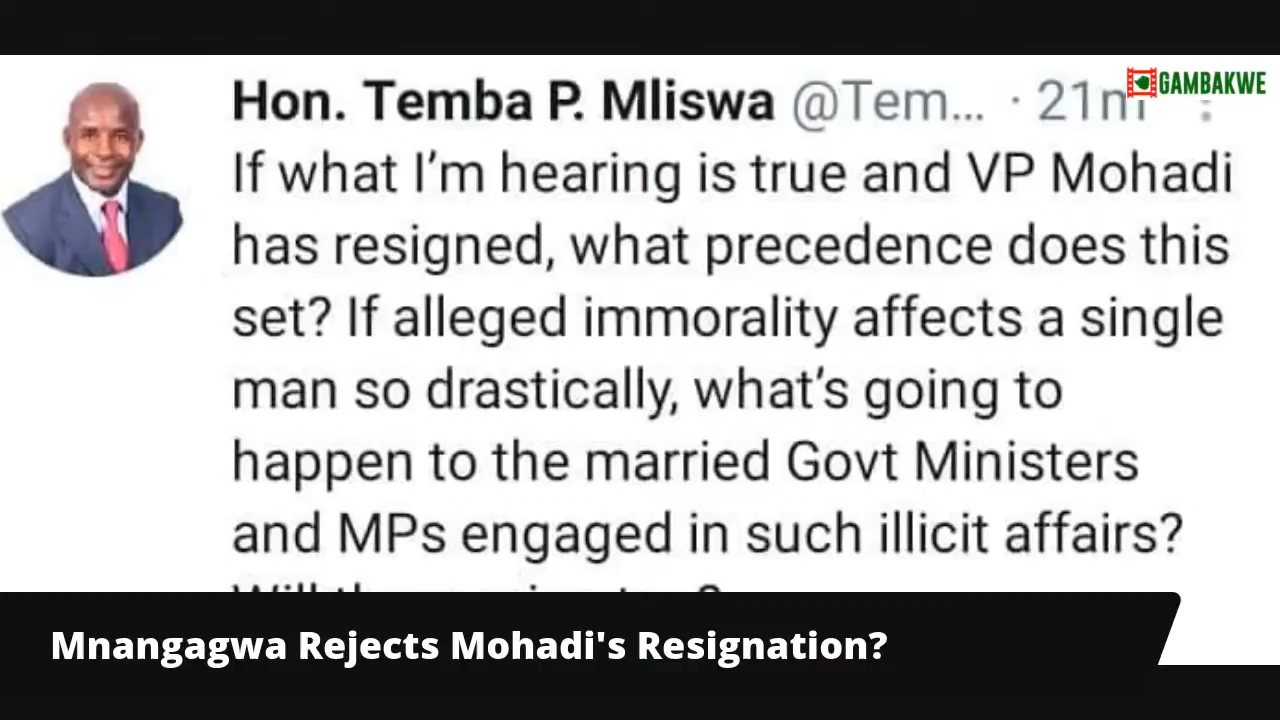 Hon. Temba P. Mliswa @Tem... · 21m
GAMBAKWE
If what I'm hearing is true and VP Mohadi
has resigned, what precedence does this
set? If alleged immorality affects a single
man so drastically, what's going to
happen to the married Govt Ministers
and MPs engaged in such illicit affairs?
Mnangagwa Rejects Mohadi's Resignation?